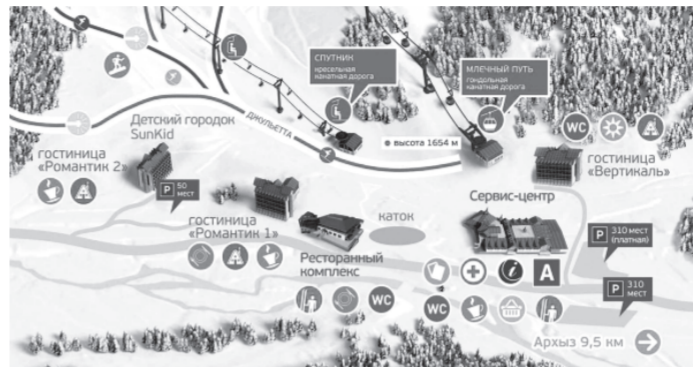 СПУТНИК
кресельная
канатная дорога
МЛЕЧНЫЙ ПУТЬ
гондольная
канатная дорога
Детский городок
SunKid
ДЖУЛЬЕТТА
высота 1654 м
WC
гостиница
«Романтик 2»
гостиница
«Вертикаль»
P 50
мест
Сервис-центр
гостиница
«Романтик 1»
каток
P 310 мест
(платная)
Ресторанный
комплекс
i
A
P 310
мест
WC
WC
Архыз 9,5 км